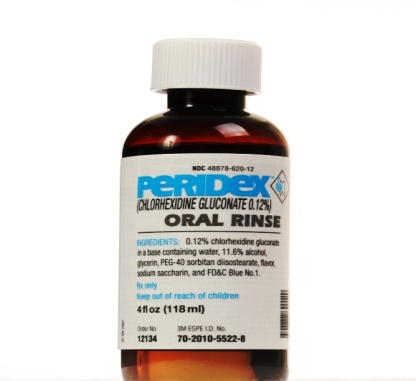 NDC 48878-620-12
PERIDEX™
(CHLORHEXIDINE GLUCONATE 0.12%)
ORAL RINSE
INGREDIENTS: 0.12% chlorhexidine gluconate
in a base containing water, 11.6% alcohol,
glycerin, PEG-40 sorbitan diisostearate, flavor,
sodium saccharin, and FD&C Blue No.1.
Rx only
Keep out of reach of children
4 fl oz (118 ml)
Order No. 3M ESPE I.D. No.
12134 70-2010-5522-8